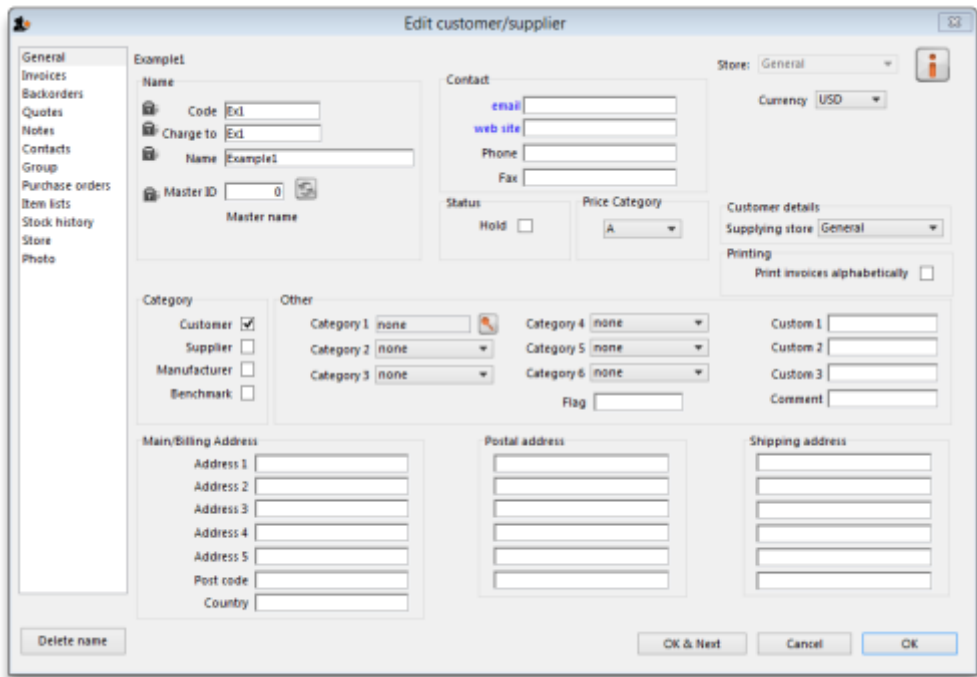 Edit customer/supplier
General
Invoices
Backorders
Quotes
Notes
Contacts
Group
Purchase orders
Item lists
Stock history
Store
Photo
Example1
Store: General
Currency USD
Name
Code Ex1
Charge to Ex1
Name Example1
Master ID 0
Master name
Contact
email
web site
Phone
Fax
Status
Hold
Price Category
A
Customer details
Supplying store General
Printing
Print invoices alphabetically
Category
Customer
Supplier
Manufacturer
Benchmark
Other
Category 1 none
Category 2 none
Category 3 none
Category 4 none
Category 5 none
Category 6 none
Flag
Custom 1
Custom 2
Custom 3
Comment
Main/Billing Address
Address 1
Address 2
Address 3
Address 4
Address 5
Post code
Country
Postal address
Shipping address
Delete name
OK & Next
Cancel
OK